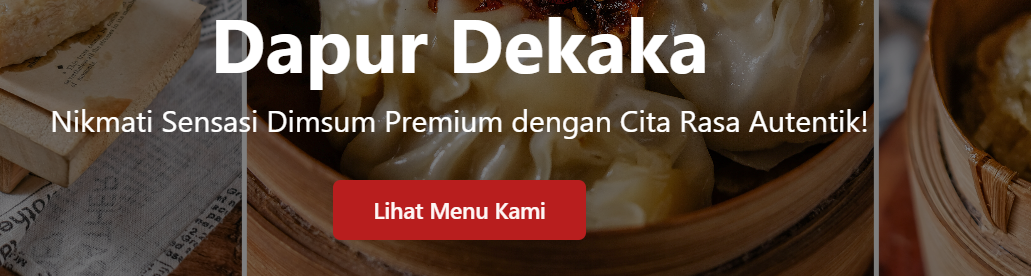 Dapur Dekaka
Nikmati Sensasi Dimsum Premium dengan Cita Rasa Autentik!
Lihat Menu Kami